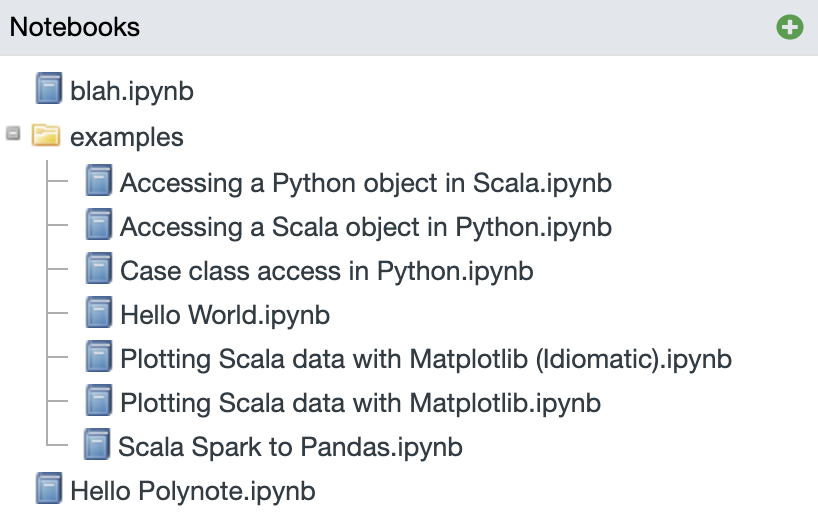 Notebooks
blah.ipynb
examples
Accessing a Python object in Scala.ipynb
Accessing a Scala object in Python.ipynb
Case class access in Python.ipynb
Hello World.ipynb
Plotting Scala data with Matplotlib (Idiomatic).ipynb
Plotting Scala data with Matplotlib.ipynb
Scala Spark to Pandas.ipynb
Hello Polynote.ipynb